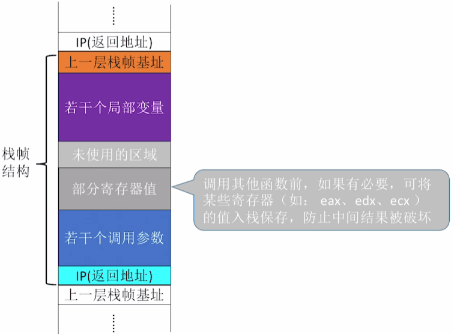 IP(返回地址)
上一层栈帧基址
若干个局部变量
栈帧
结构
未使用的区域
部分寄存器值
调用其他函数前，如果有必要，可将
某些寄存器（如： eax、edx、ecx ）
的值入栈保存，防止中间结果被破坏
若干个调用参数
IP(返回地址)
上一层栈帧基址